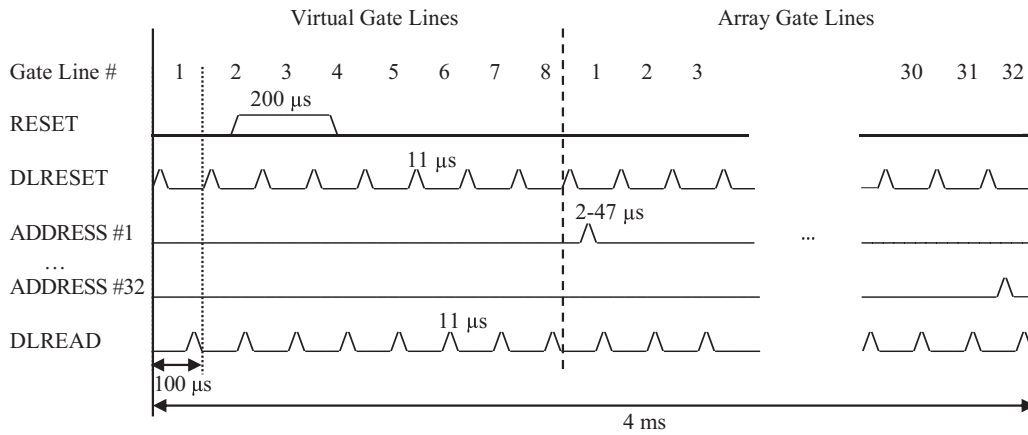 Virtual Gate Lines Array Gate Lines
Gate Line # 1 2 3 4 5 6 7 8 1 2 3 30 31 32
200 µs
RESET
11 µs
DLRESET
2-47 µs
ADDRESS #1 ...
...
ADDRESS #32
11 µs
DLREAD
100 µs
4 ms